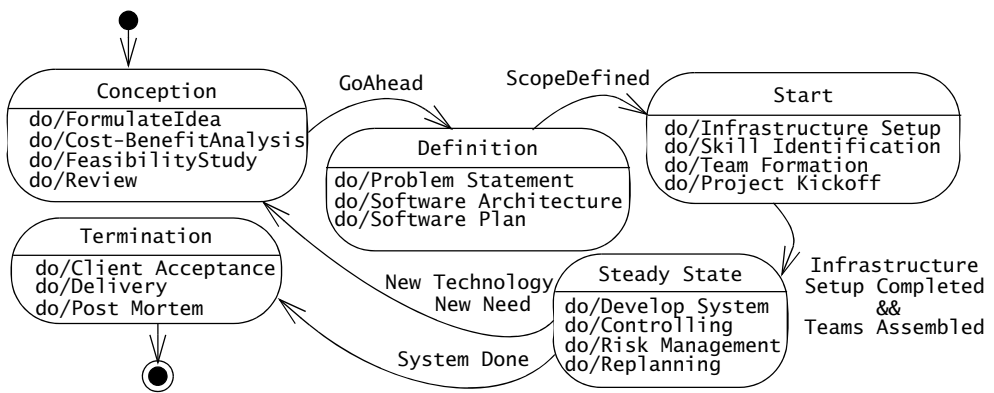 Conception
do/FormulateIdea
do/Cost-BenefitAnalysis
do/FeasibilityStudy
do/Review
GoAhead
Definition
do/Problem Statement
do/Software Architecture
do/Software Plan
ScopeDefined
Start
do/Infrastructure Setup
do/Skill Identification
do/Team Formation
do/Project Kickoff
Infrastructure
Setup Completed
&&
Teams Assembled
Steady State
do/Develop System
do/Controlling
do/Risk Management
do/Replanning
New Technology
New Need
System Done
Termination
do/Client Acceptance
do/Delivery
do/Post Mortem